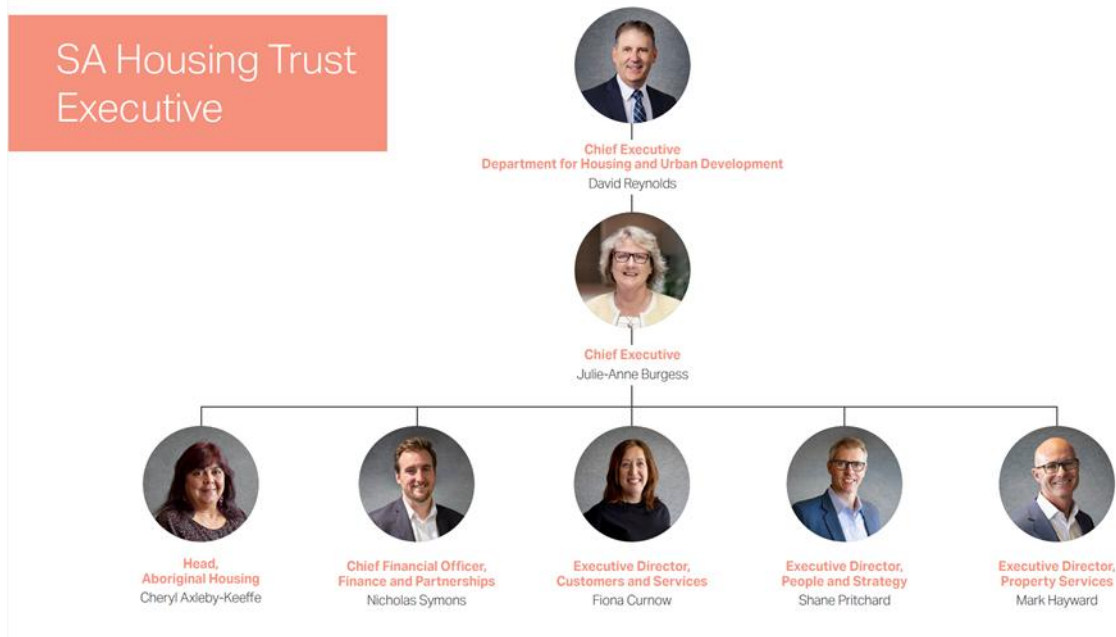 SA Housing Trust
Executive
Chief Executive
Department for Housing and Urban Development
David Reynolds
Chief Executive
Julie-Anne Burgess
Head,
Aboriginal Housing
Cheryl Axleby-Keeffe
Chief Financial Officer,
Finance and Partnerships
Nicholas Symons
Executive Director,
Customers and Services
Fiona Curnow
Executive Director,
People and Strategy
Shane Pritchard
Executive Director,
Property Services
Mark Hayward